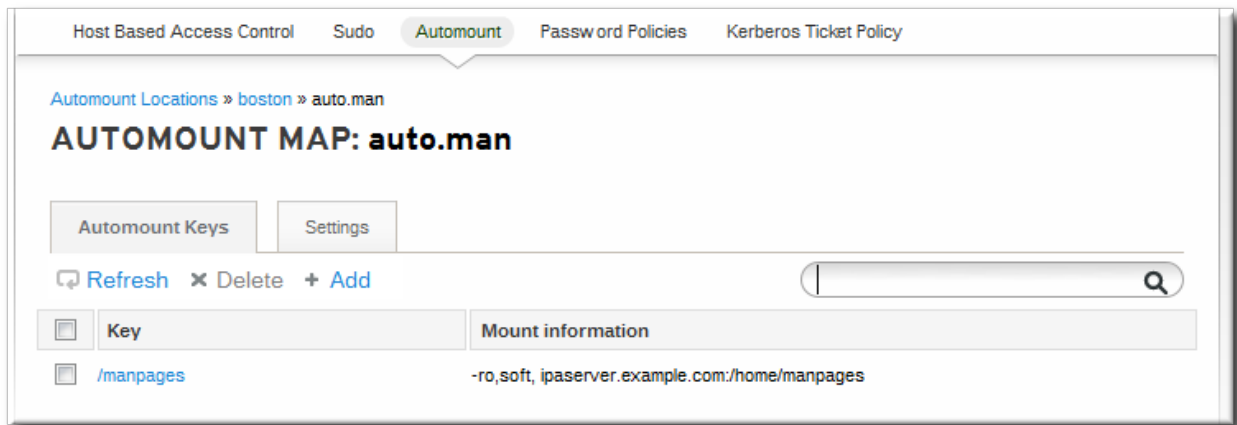 Host Based Access Control Sudo Automount Password Policies Kerberos Ticket Policy
Automount Locations » boston » auto.man
AUTOMOUNT MAP: auto.man
Automount Keys Settings
Refresh Delete Add
Key Mount information
/manpages -ro,soft, ipaserver.example.com:/home/manpages